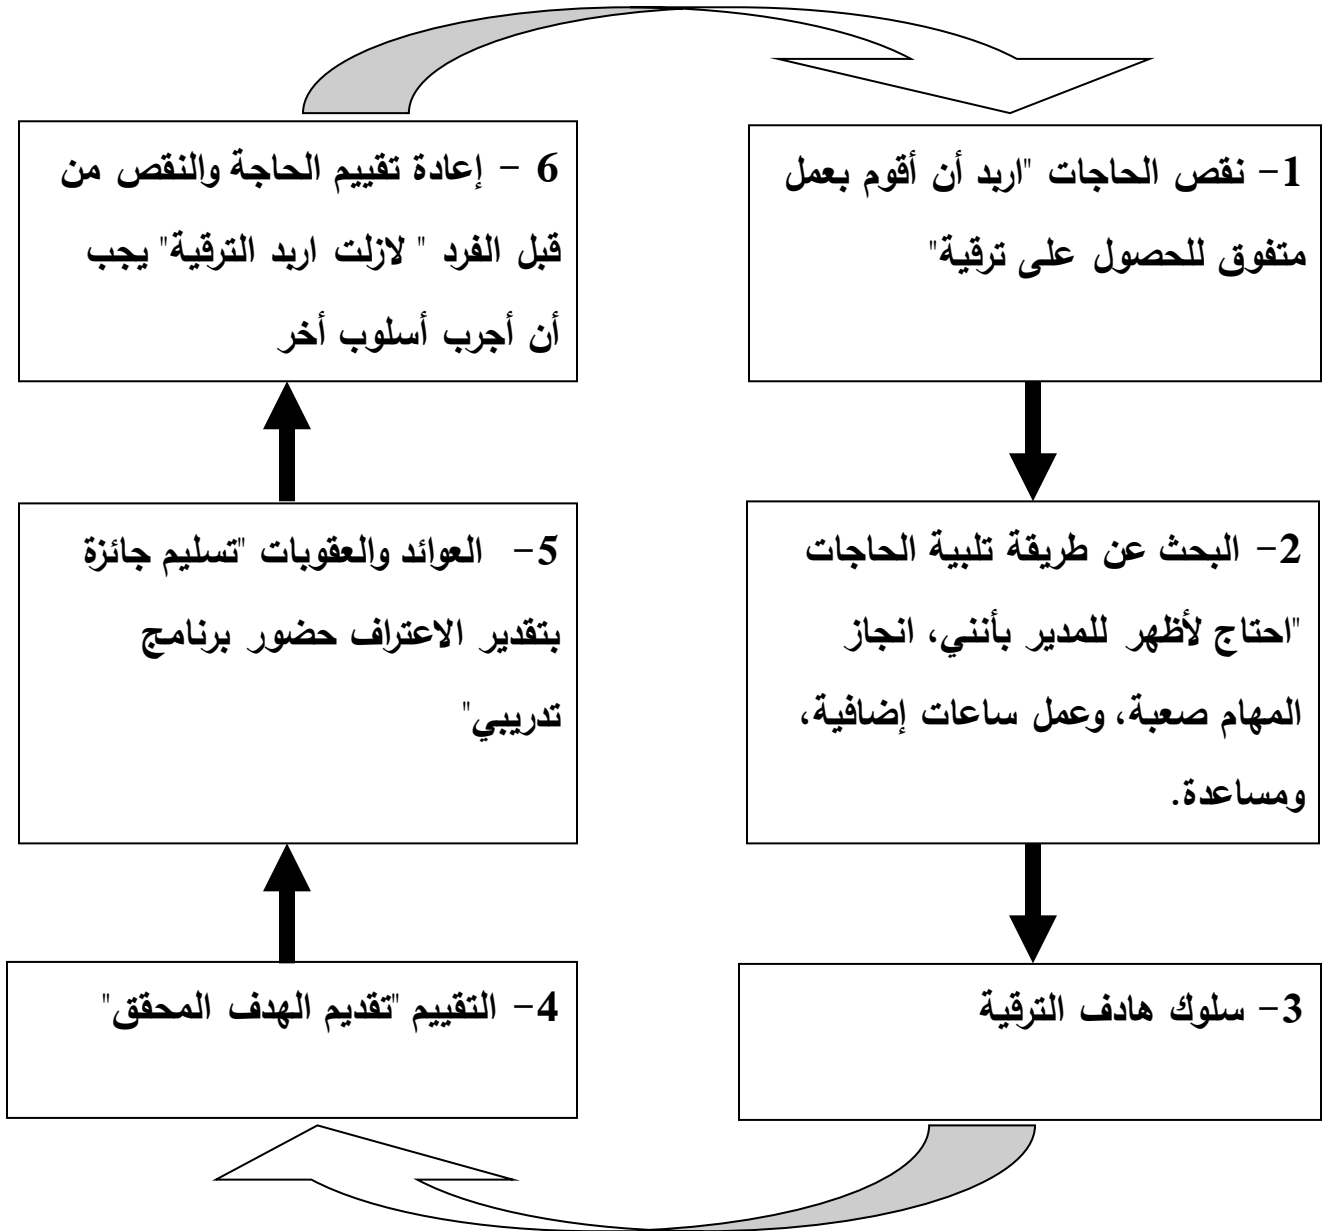 1- نقص الحاجات "اربد أن أقوم بعمل
متفوق للحصول على ترقية"
2- البحث عن طريقة تلبية الحاجات
"احتاج لأظهر للمدير بأنني، انجاز
المهام صعبة، وعمل ساعات إضافية،
ومساعدة.
3- سلوك هادف الترقية
4- التقييم "تقديم الهدف المحقق"
5- العوائد والعقوبات "تسليم جائزة
بتقدير الاعتراف حضور برنامج
تدريبي"
6 - إعادة تقييم الحاجة والنقص من
قبل الفرد " لازلت اربد الترقية" يجب
أن أجرب أسلوب أخر